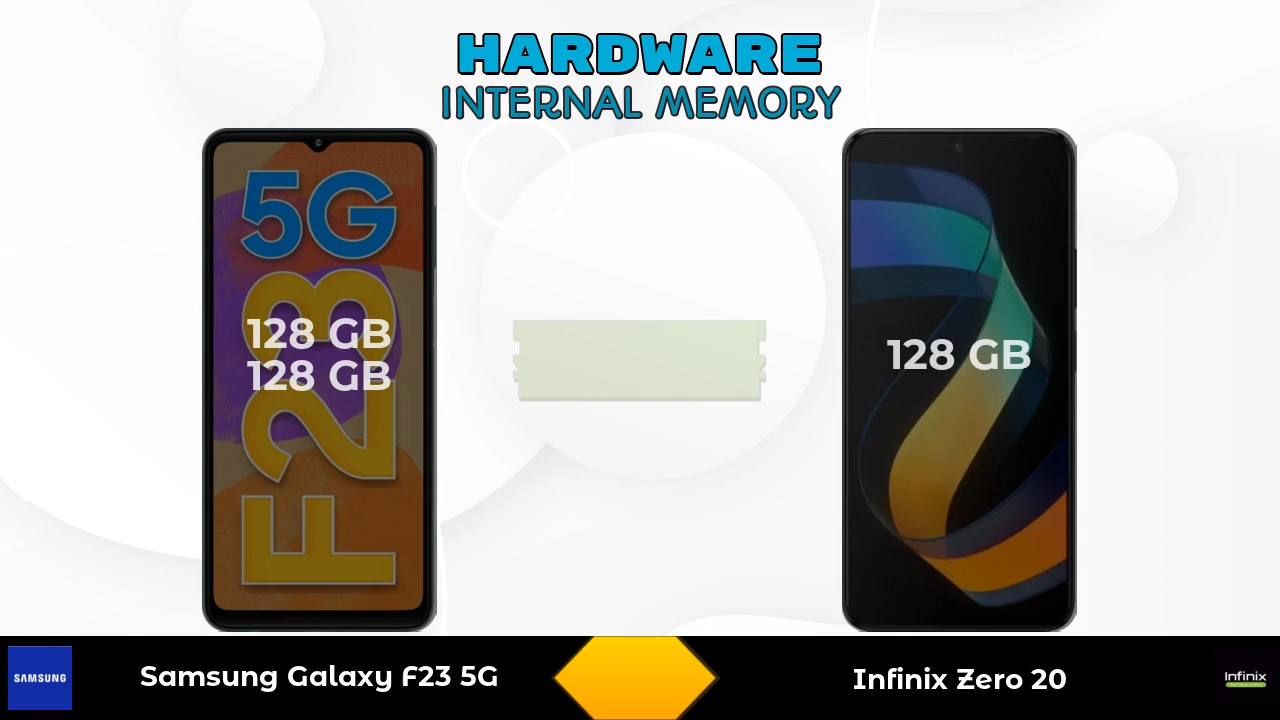 HARDWARE
INTERNAL MEMORY
5G
F23
128 GB
128 GB
128 GB
SAMSUNG
Samsung Galaxy F23 5G
Infinix Zero 20
Infinix